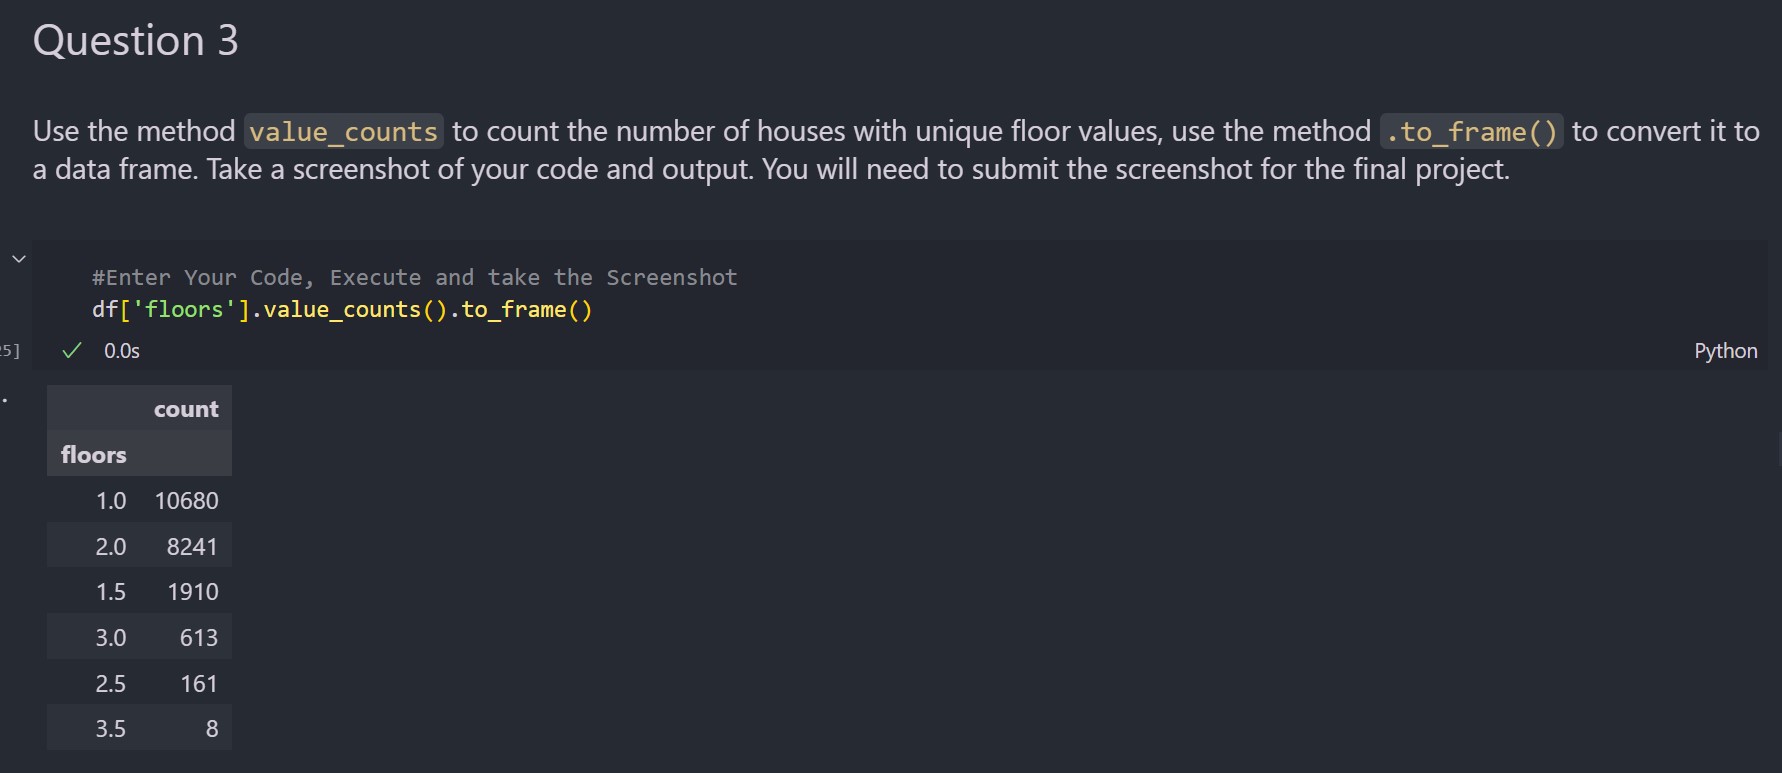 Question 3
Use the method value_counts to count the number of houses with unique floor values, use the method .to_frame() to convert it to
a data frame. Take a screenshot of your code and output. You will need to submit the screenshot for the final project.
#Enter Your Code, Execute and take the Screenshot
df['floors'].value_counts().to_frame()
5] 0.0s Python
count
floors
1.0 10680
2.0 8241
1.5 1910
3.0 613
2.5 161
3.5 8